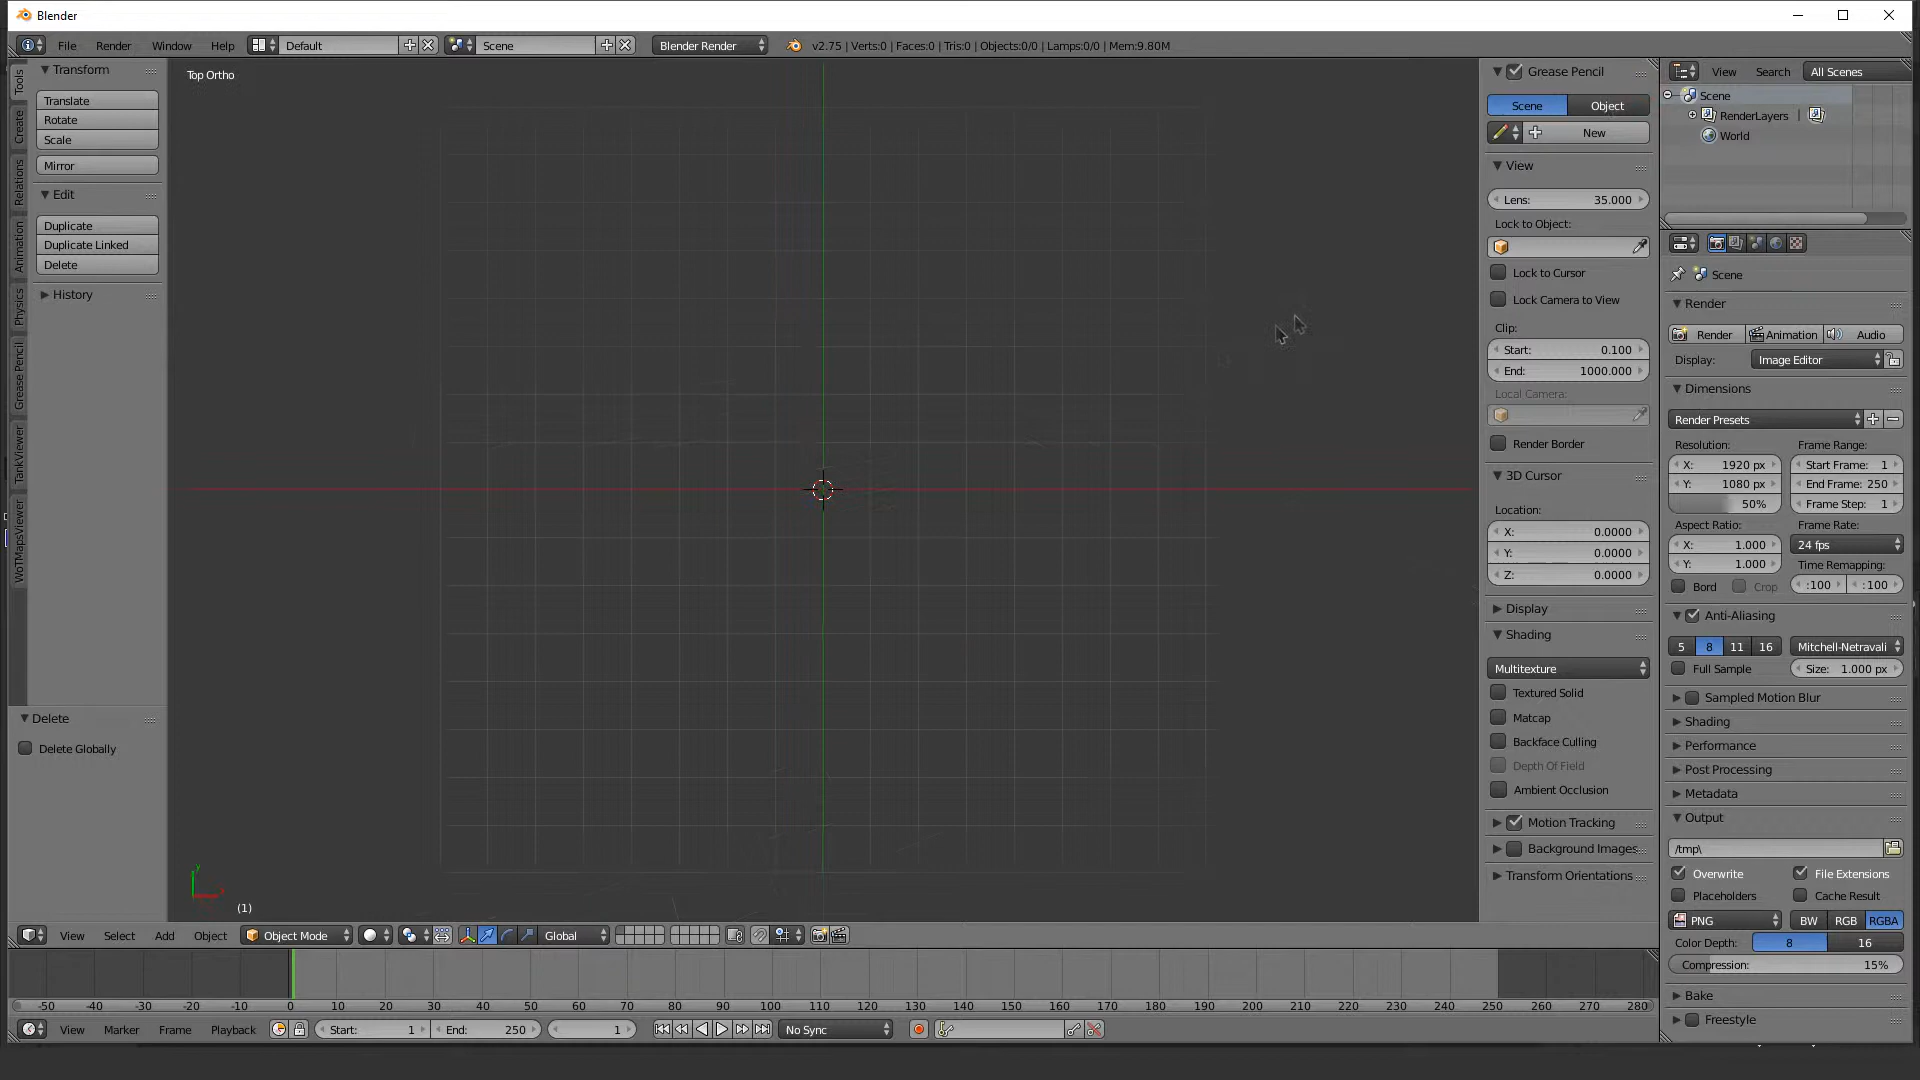 Blender
File Render Window Help Default Scene Blender Render v2.75 | Verts:0 | Faces:0 | Tris:0 | Objects:0/0 | Lamps:0/0 | Mem:9.80M
Tools
Create
Relations
Animation
Physics
Grease Pencil
TankViewer
WoTMapsViewer
Transform
Translate
Rotate
Scale
Mirror
Edit
Duplicate
Duplicate Linked
Delete
History
Delete
Delete Globally
Top Ortho
y
x
(1)
Grease Pencil
Scene Object
New
View
Lens: 35.000
Lock to Object:
Lock to Cursor
Lock Camera to View
Clip:
Start: 0.100
End: 1000.000
Local Camera:
Render Border
3D Cursor
Location:
X: 0.0000
Y: 0.0000
Z: 0.0000
Display
Shading
Multitexture
Textured Solid
Matcap
Backface Culling
Depth Of Field
Ambient Occlusion
Motion Tracking
Background Images
Transform Orientations
View Search All Scenes
Scene
RenderLayers |
World
Scene
Render
Render Animation Audio
Display: Image Editor
Dimensions
Render Presets
Resolution: Frame Range:
X: 1920 px Start Frame: 1
Y: 1080 px End Frame: 250
50% Frame Step: 1
Aspect Ratio: Frame Rate:
X: 1.000 24 fps
Y: 1.000 Time Remapping:
Bord Crop :100 :100
Anti-Aliasing
5 8 11 16 Mitchell-Netravali
Full Sample Size: 1.000 px
Sampled Motion Blur
Shading
Performance
Post Processing
Metadata
Output
/tmp\
Overwrite File Extensions
Placeholders Cache Result
PNG BW RGB RGBA
Color Depth: 8 16
Compression: 15%
Bake
Freestyle
View Select Add Object Object Mode Global
-50 -40 -30 -20 -10 0 10 20 30 40 50 60 70 80 90 100 110 120 130 140 150 160 170 180 190 200 210 220 230 240 250 260 270 280
View Marker Frame Playback Start: 1 End: 250 1 No Sync